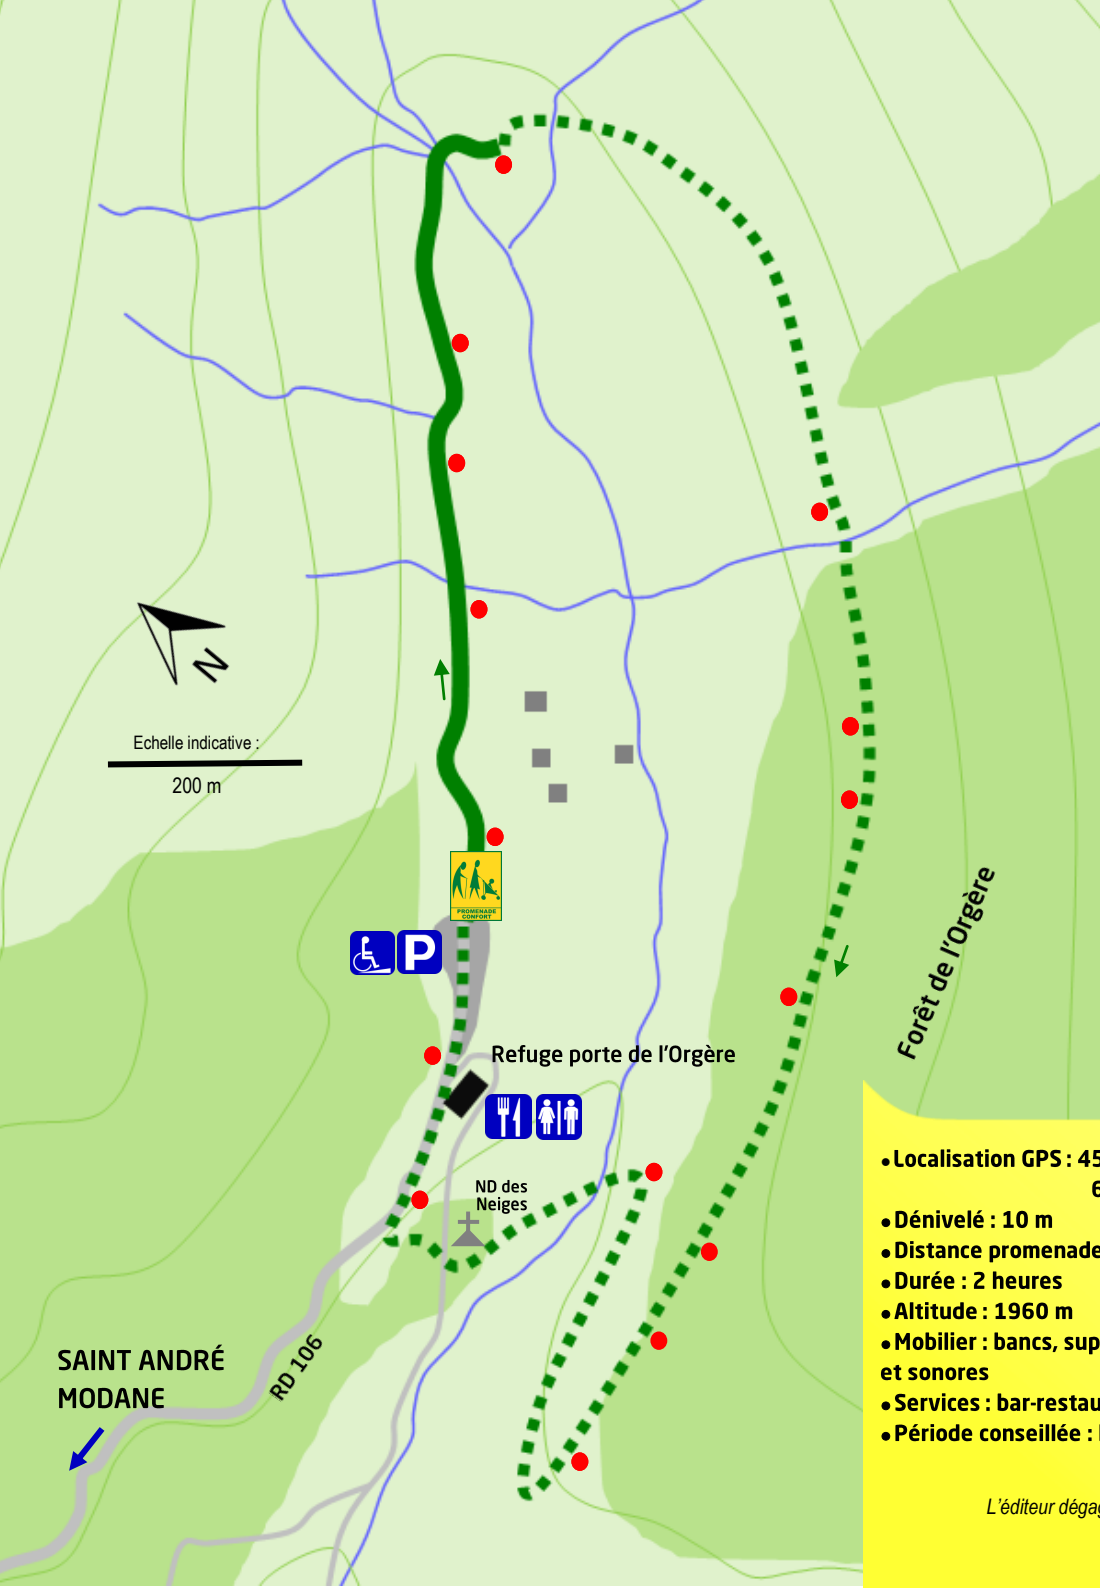 N
Echelle indicative :
200 m
PROMENADE
CONFORT
P
Forêt de l'Orgère
Refuge porte de l'Orgère
ND des
Neiges
SAINT ANDRÉ
MODANE
RD 106
•Localisation GPS : 45
6
•Dénivelé : 10 m
•Distance promenade
•Durée : 2 heures
•Altitude : 1960 m
•Mobilier : bancs, sup
et sonores
•Services : bar-restau
•Période conseillée :
L'éditeur déga